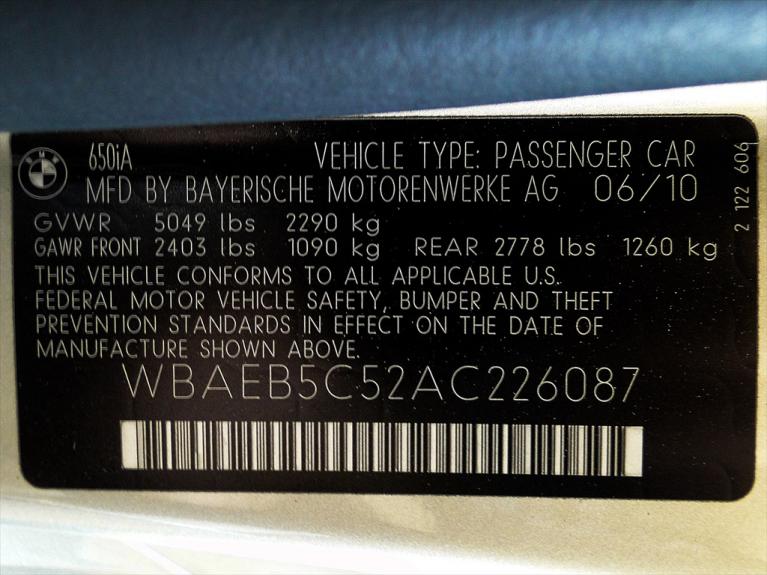 650iA VEHICLE TYPE: PASSENGER CAR
MFD BY BAYERISCHE MOTORENWERKE AG 06/10
GVWR 5049 lbs 2290 kg
GAWR FRONT 2403 lbs 1090 kg REAR 2778 lbs 1260 kg
THIS VEHICLE CONFORMS TO ALL APPLICABLE U.S.
FEDERAL MOTOR VEHICLE SAFETY, BUMPER AND THEFT
PREVENTION STANDARDS IN EFFECT ON THE DATE OF
MANUFACTURE SHOWN ABOVE.
WBAEB5C52AC226087
2 122 606
BMW